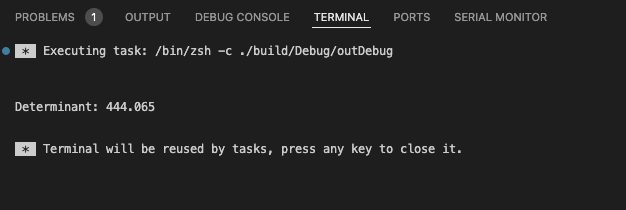 PROBLEMS 1 OUTPUT DEBUG CONSOLE TERMINAL PORTS SERIAL MONITOR
* Executing task: /bin/zsh -c ./build/Debug/outDebug
Determinant: 444.065
* Terminal will be reused by tasks, press any key to close it.